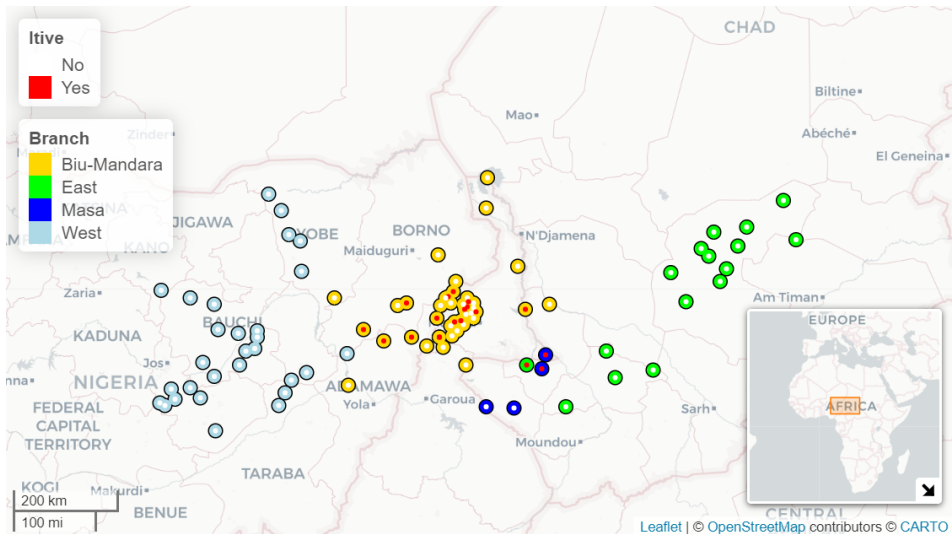 Itive
No
Yes
Branch
Biu-Mandara
East
Masa
West
CHAD
Biltine
Mao
Zinder
Abéché
El Geneina
JIGAWA
YOBE
BORNO
N'Djamena
KANO
Maiduguri
Zaria
Am Timan
BAUCHI
KADUNA
Jos
NIGERIA
ADAMAWA
Yola
Garoua
Sarh
FEDERAL
CAPITAL
TERRITORY
Moundou
TARABA
KOGI
Makurdi
BENUE
CENTRAL
EUROPE
AFRICA
200 km
100 mi
Leaflet | © OpenStreetMap contributors © CARTO